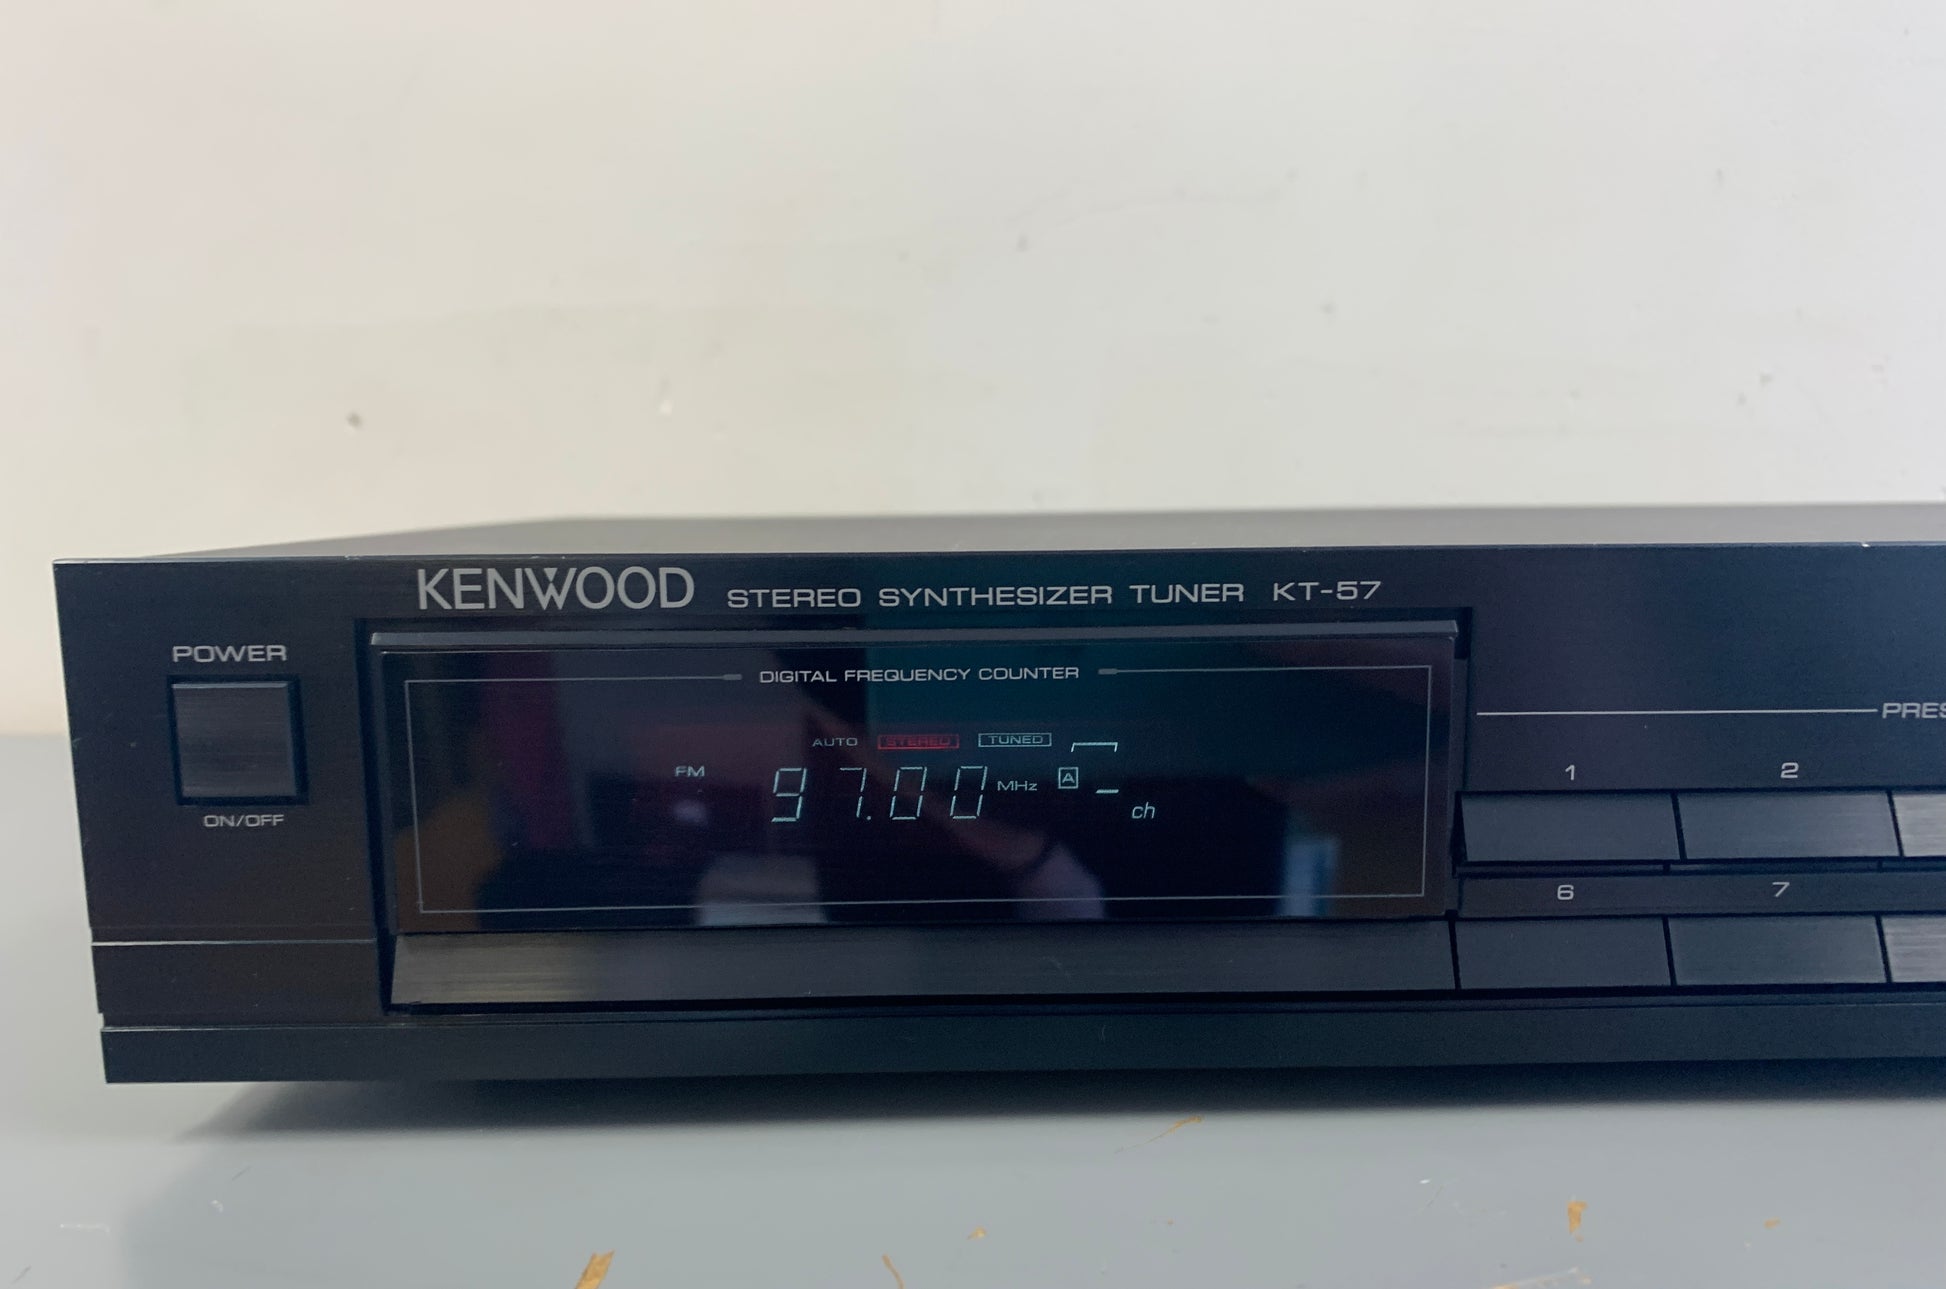 KENWOOD STEREO SYNTHESIZER TUNER KT-57
POWER
ON/OFF
DIGITAL FREQUENCY COUNTER
AUTO STEREO TUNED
FM 97.00 MHz A - ch
PRES
1 2
6 7